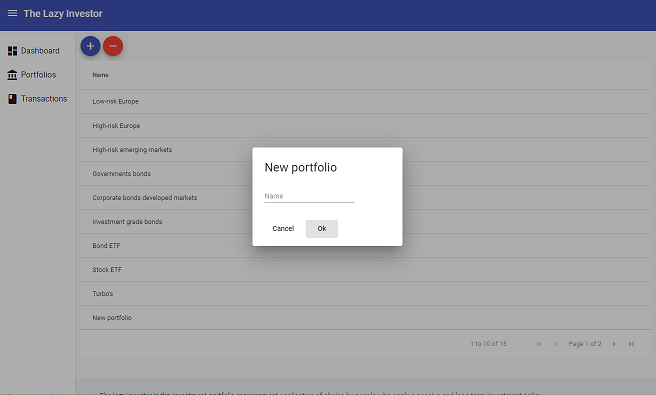 The Lazy Investor
Dashboard
Portfolios
Transactions
Name
Low-risk Europe
High-risk Europe
High-risk emerging markets
Governments bonds
Corporate bonds developed markets
Investment grade bonds
Bond ETF
Stock ETF
Turbo's
New portfolio
1 to 10 of 15
Page 1 of 2
New portfolio
Name
Cancel
Ok